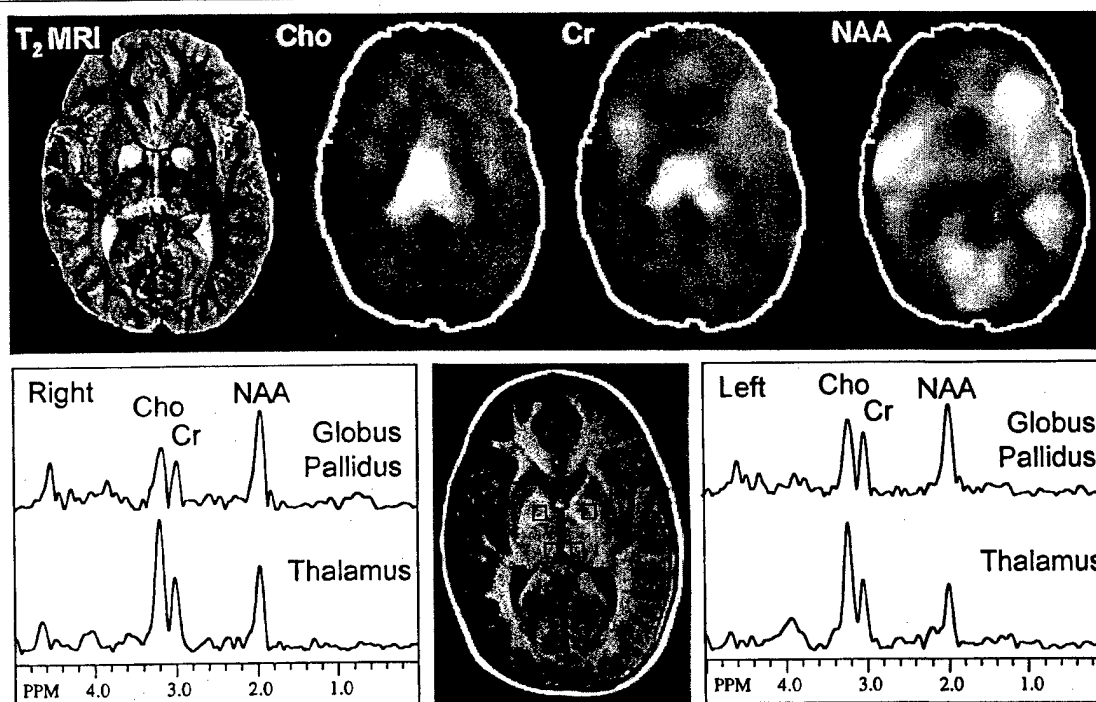 T2 MRI
Cho
Cr
NAA
Right
Cho
Cr
NAA
Globus
Pallidus
Thalamus
PPM 4.0 3.0 2.0 1.0
Left
Cho
Cr
NAA
Globus
Pallidus
Thalamus
PPM 4.0 3.0 2.0 1.0